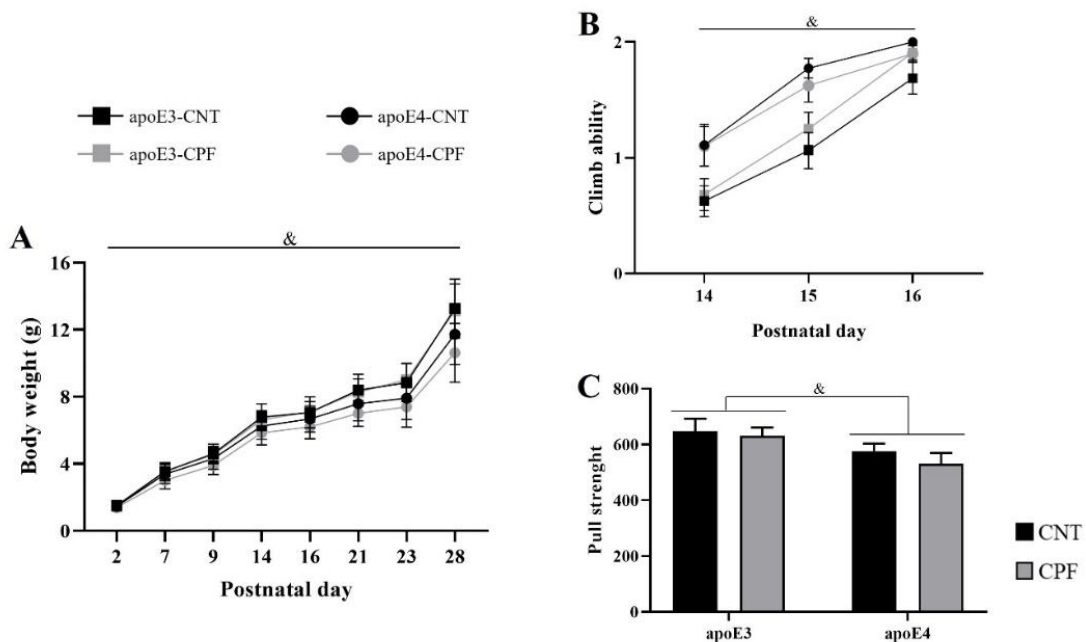 apoE3-CNT
apoE4-CNT
apoE3-CPF
apoE4-CPF
A
&
16
12
8
4
0
Body weight (g)
2 7 9 14 16 21 23 28
Postnatal day
B
&
2
1
0
Climb ability
14 15 16
Postnatal day
C
&
800
600
400
200
0
Pull strenght
apoE3 apoE4
CNT
CPF